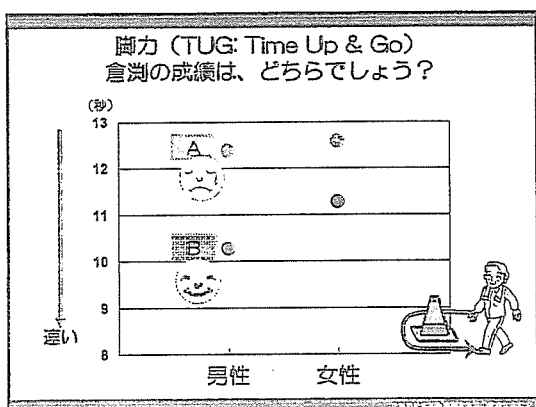 脚力（TUG: Time Up & Go）
倉渕の成績は、どちらでしょう？
(秒)
13
A
12
11
B
10
9
速い
8
男性 女性